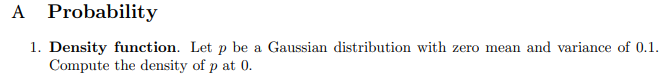 A Probability
1. Density function. Let p be a Gaussian distribution with zero mean and variance of 0.1.
Compute the density of p at 0.